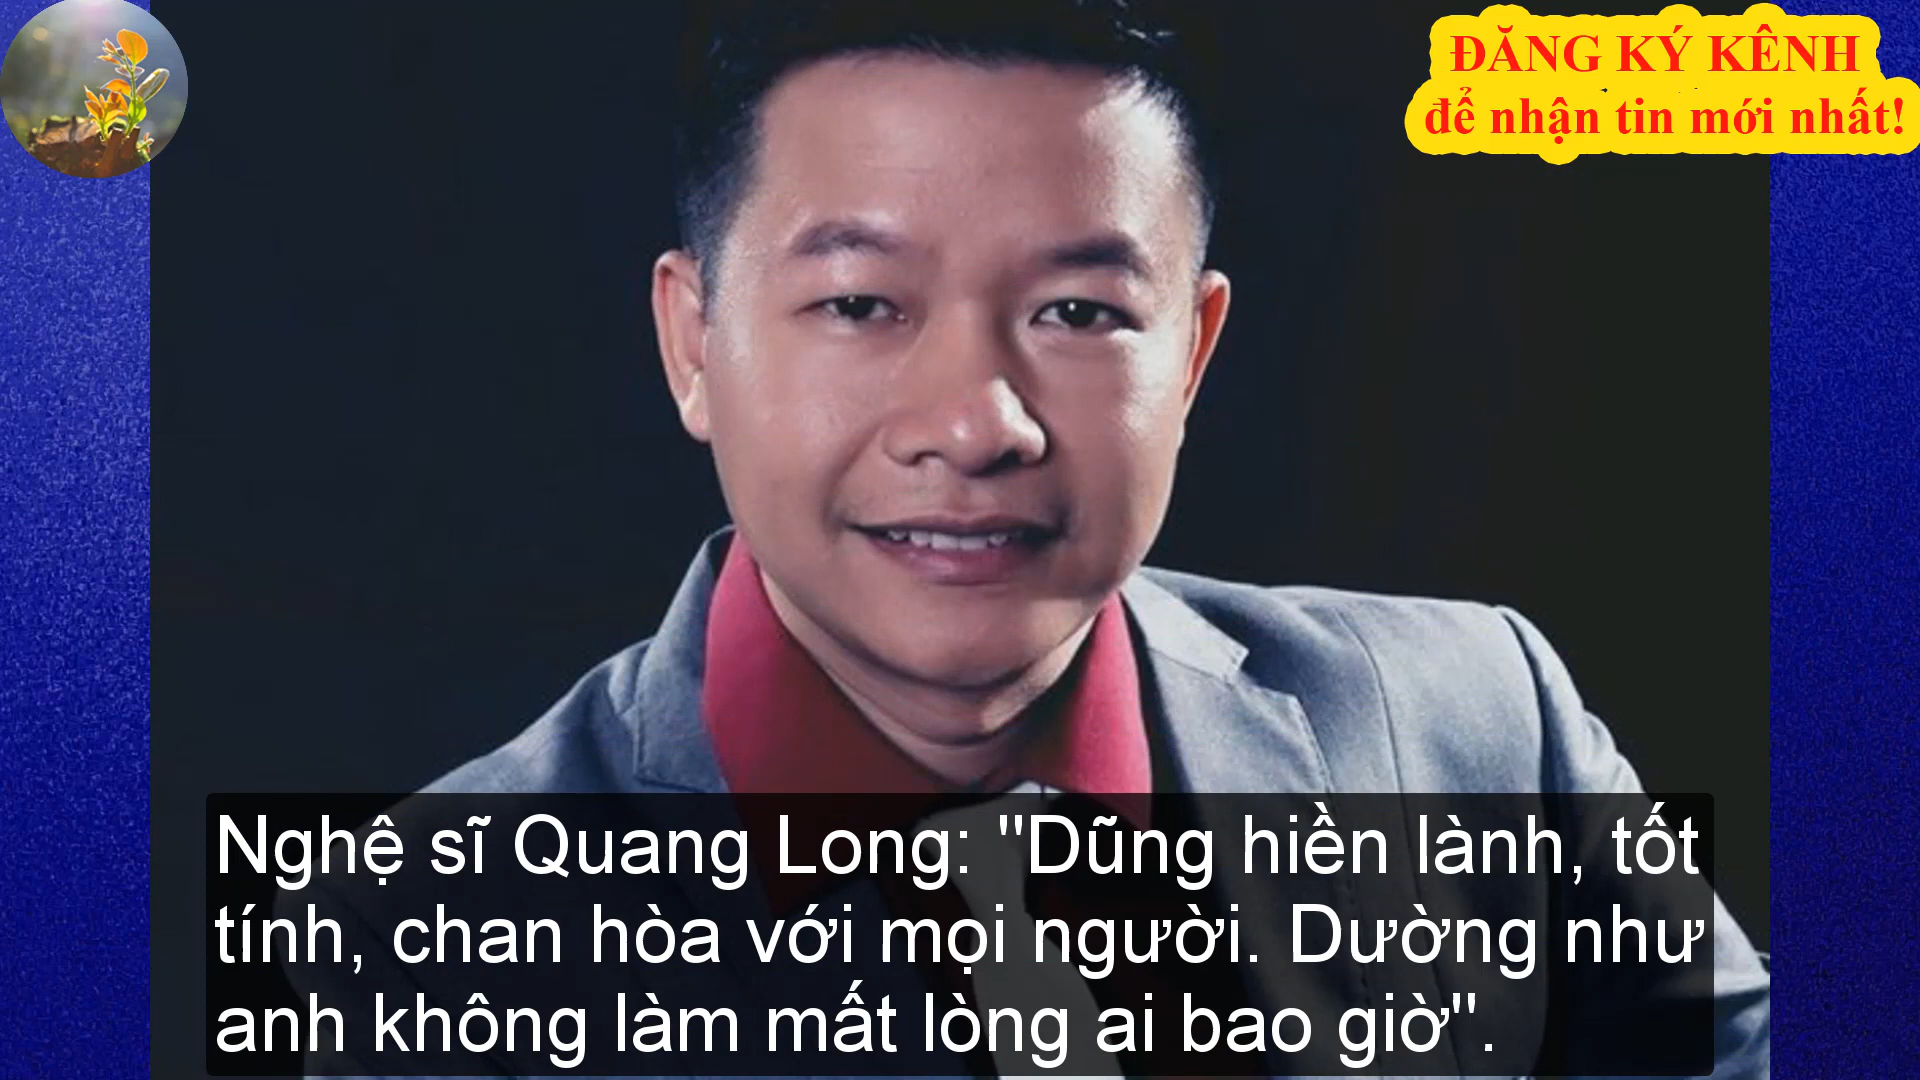 ĐĂNG KÝ KÊNH
để nhận tin mới nhất!
Nghệ sĩ Quang Long: "Dũng hiền lành, tốt
tính, chan hòa với mọi người. Dường như
anh không làm mất lòng ai bao giờ".